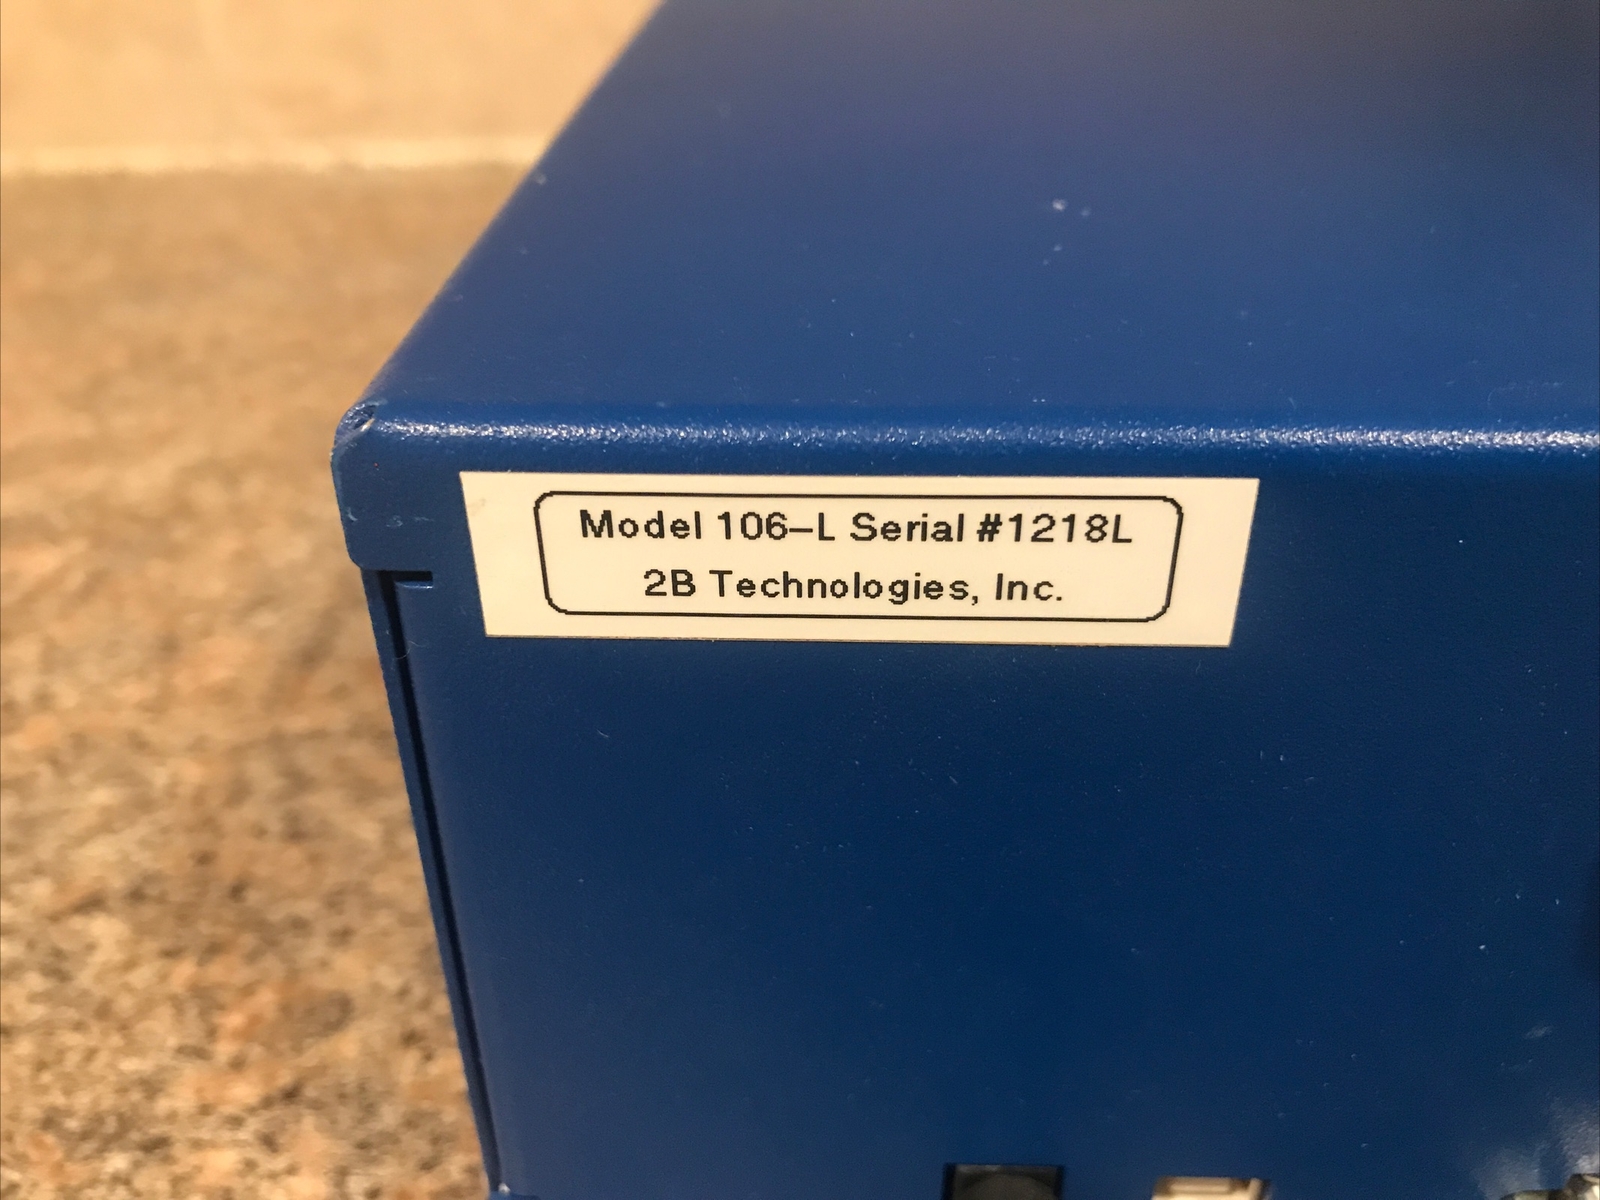 Model 106-L Serial #1218L
2B Technologies, Inc.